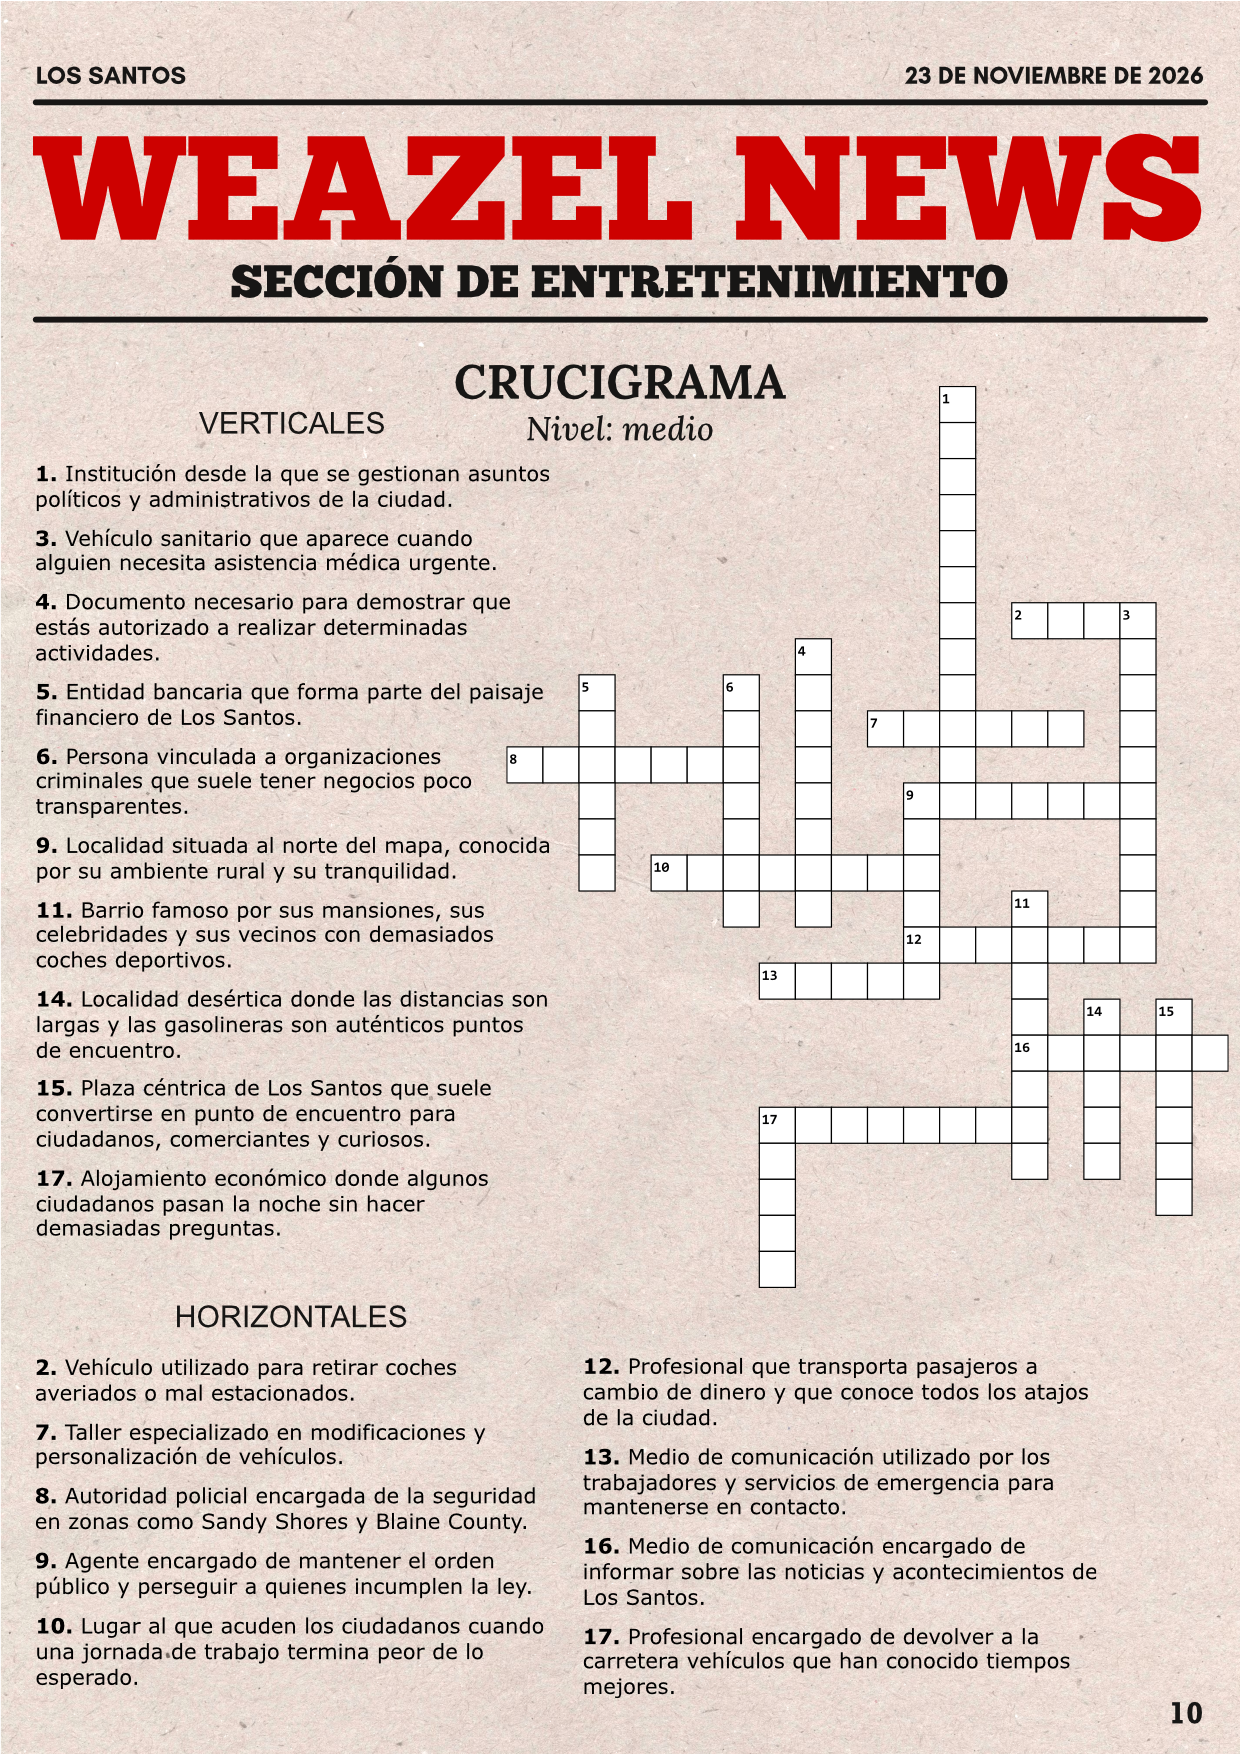 LOS SANTOS
23 DE NOVIEMBRE DE 2026
WEAZEL NEWS
SECCIÓN DE ENTRETENIMIENTO
CRUCIGRAMA
Nivel: medio
VERTICALES
1. Institución desde la que se gestionan asuntos
políticos y administrativos de la ciudad.
3. Vehículo sanitario que aparece cuando
alguien necesita asistencia médica urgente.
4. Documento necesario para demostrar que
estás autorizado a realizar determinadas
actividades.
5. Entidad bancaria que forma parte del paisaje
financiero de Los Santos.
6. Persona vinculada a organizaciones
criminales que suele tener negocios poco
transparentes.
9. Localidad situada al norte del mapa, conocida
por su ambiente rural y su tranquilidad.
11. Barrio famoso por sus mansiones, sus
celebridades y sus vecinos con demasiados
coches deportivos.
14. Localidad desértica donde las distancias son
largas y las gasolineras son auténticos puntos
de encuentro.
15. Plaza céntrica de Los Santos que suele
convertirse en punto de encuentro para
ciudadanos, comerciantes y curiosos.
17. Alojamiento económico donde algunos
ciudadanos pasan la noche sin hacer
demasiadas preguntas.
1
2
3
4
5
6
7
8
9
10
11
12
13
14
15
16
17
HORIZONTALES
2. Vehículo utilizado para retirar coches
averiados o mal estacionados.
7. Taller especializado en modificaciones y
personalización de vehículos.
8. Autoridad policial encargada de la seguridad
en zonas como Sandy Shores y Blaine County.
9. Agente encargado de mantener el orden
público y perseguir a quienes incumplen la ley.
10. Lugar al que acuden los ciudadanos cuando
una jornada de trabajo termina peor de lo
esperado.
12. Profesional que transporta pasajeros a
cambio de dinero y que conoce todos los atajos
de la ciudad.
13. Medio de comunicación utilizado por los
trabajadores y servicios de emergencia para
mantenerse en contacto.
16. Medio de comunicación encargado de
informar sobre las noticias y acontecimientos de
Los Santos.
17. Profesional encargado de devolver a la
carretera vehículos que han conocido tiempos
mejores.
10